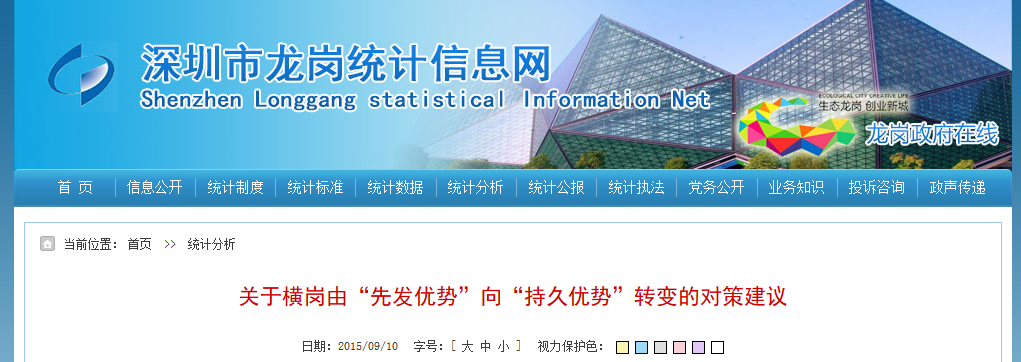 深圳市龙岗统计信息网
Shenzhen Longgang statistical Information Net
ECOLOGICAL CITY CREATIVE LIFE
生态龙岗 创业新城
龙岗政府在线
首 页 信息公开 统计制度 统计标准 统计数据 统计分析 统计公报 统计执法 党务公开 业务知识 投诉咨询 政声传递
当前位置： 首页 >> 统计分析
关于横岗由“先发优势”向“持久优势”转变的对策建议
日期：2015/09/10 字号：[ 大 中 小 ] 视力保护色：